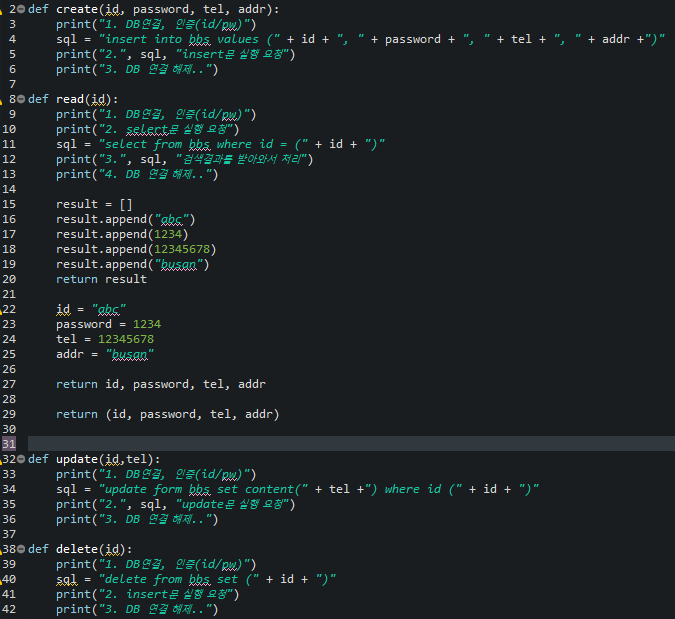 2 def create(id, password, tel, addr):
3 print("1. DB연결, 인증(id/pw)")
4 sql = "insert into bbs values (" + id + ", " + password + ", " + tel + ", " + addr +")"
5 print("2.", sql, "insert문 실행 요청")
6 print("3. DB 연결 해제..")
7
8 def read(id):
9 print("1. DB연결, 인증(id/pw)")
10 print("2. selert문 실행 요청")
11 sql = "select from bbs where id = (" + id + ")"
12 print("3.", sql, "검색결과를 받아와서 처리")
13 print("4. DB 연결 해제..")
14
15 result = []
16 result.append("abc")
17 result.append(1234)
18 result.append(12345678)
19 result.append("busan")
20 return result
21
22 id = "abc"
23 password = 1234
24 tel = 12345678
25 addr = "busan"
26
27 return id, password, tel, addr
28
29 return (id, password, tel, addr)
30
31
32 def update(id,tel):
33 print("1. DB연결, 인증(id/pw)")
34 sql = "update form bbs set content(" + tel +") where id (" + id + ")"
35 print("2.", sql, "update문 실행 요청")
36 print("3. DB 연결 해제..")
37
38 def delete(id):
39 print("1. DB연결, 인증(id/pw)")
40 sql = "delete from bbs set (" + id + ")"
41 print("2. insert문 실행 요청")
42 print("3. DB 연결 해제..")